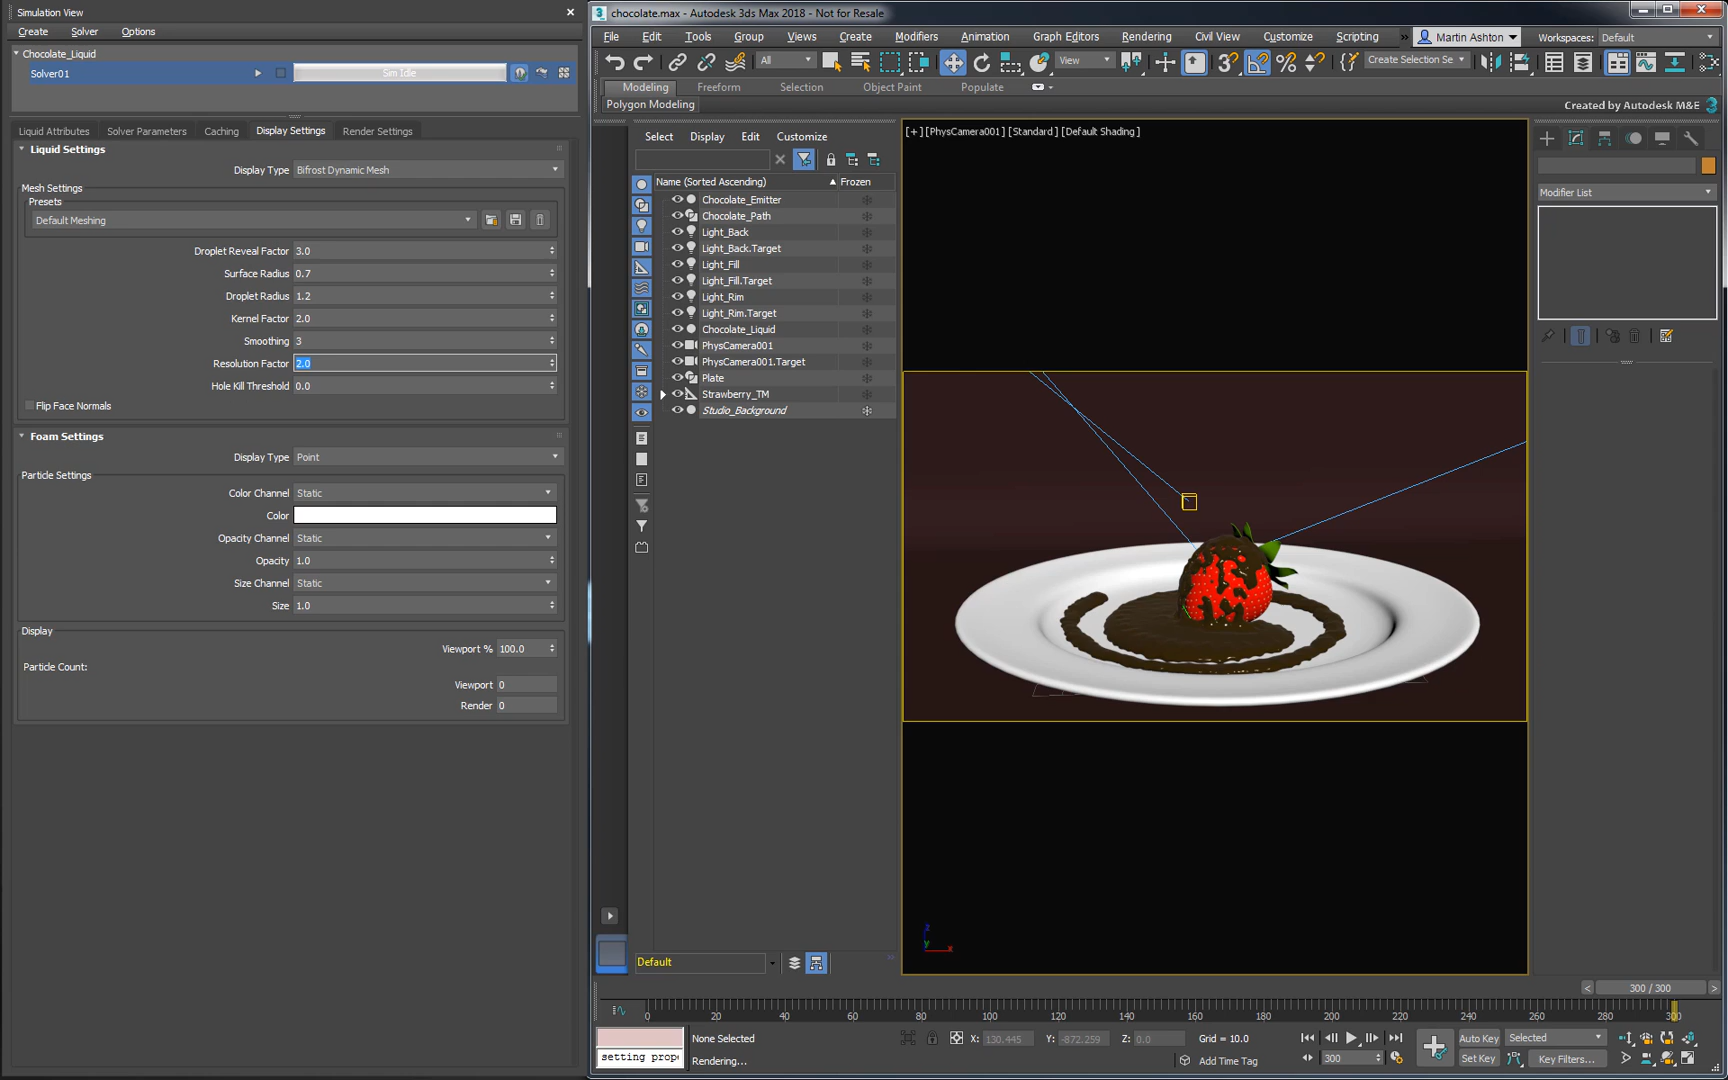 Simulation View
Create Solver Options
Chocolate_Liquid
Solver01 Sim Idle
Liquid Attributes Solver Parameters Caching Display Settings Render Settings
Liquid Settings
Display Type Bifrost Dynamic Mesh
Mesh Settings
Presets
Default Meshing
Droplet Reveal Factor 3.0
Surface Radius 0.7
Droplet Radius 1.2
Kernel Factor 2.0
Smoothing 3
Resolution Factor 2.0
Hole Kill Threshold 0.0
Flip Face Normals
Foam Settings
Display Type Point
Particle Settings
Color Channel Static
Color
Opacity Channel Static
Opacity 1.0
Size Channel Static
Size 1.0
Display
Viewport % 100.0
Particle Count:
Viewport 0
Render 0
3 chocolate.max - Autodesk 3ds Max 2018 - Not for Resale
File Edit Tools Group Views Create Modifiers Animation Graph Editors Rendering Civil View Customize Scripting » Martin Ashton Workspaces: Default
All View 3 % Create Selection Se
Modeling Freeform Selection Object Paint Populate
Polygon Modeling Created by Autodesk M&E 3
Select Display Edit Customize
Name (Sorted Ascending) Frozen
Chocolate_Emitter
Chocolate_Path
Light_Back
Light_Back.Target
Light_Fill
Light_Fill.Target
Light_Rim
Light_Rim.Target
Chocolate_Liquid
PhysCamera001
PhysCamera001.Target
Plate
Strawberry_TM
Studio_Background
Default
[+] [PhysCamera001] [Standard] [Default Shading]
z
y
x
Modifier List
< 300 / 300 >
0 20 40 60 80 100 120 140 160 180 200 220 240 260 280 300
None Selected X: 130.445 Y: -872.259 Z: 0.0 Grid = 10.0 Auto Key Selected
setting prope Rendering... Add Time Tag 300 Set Key Key Filters...